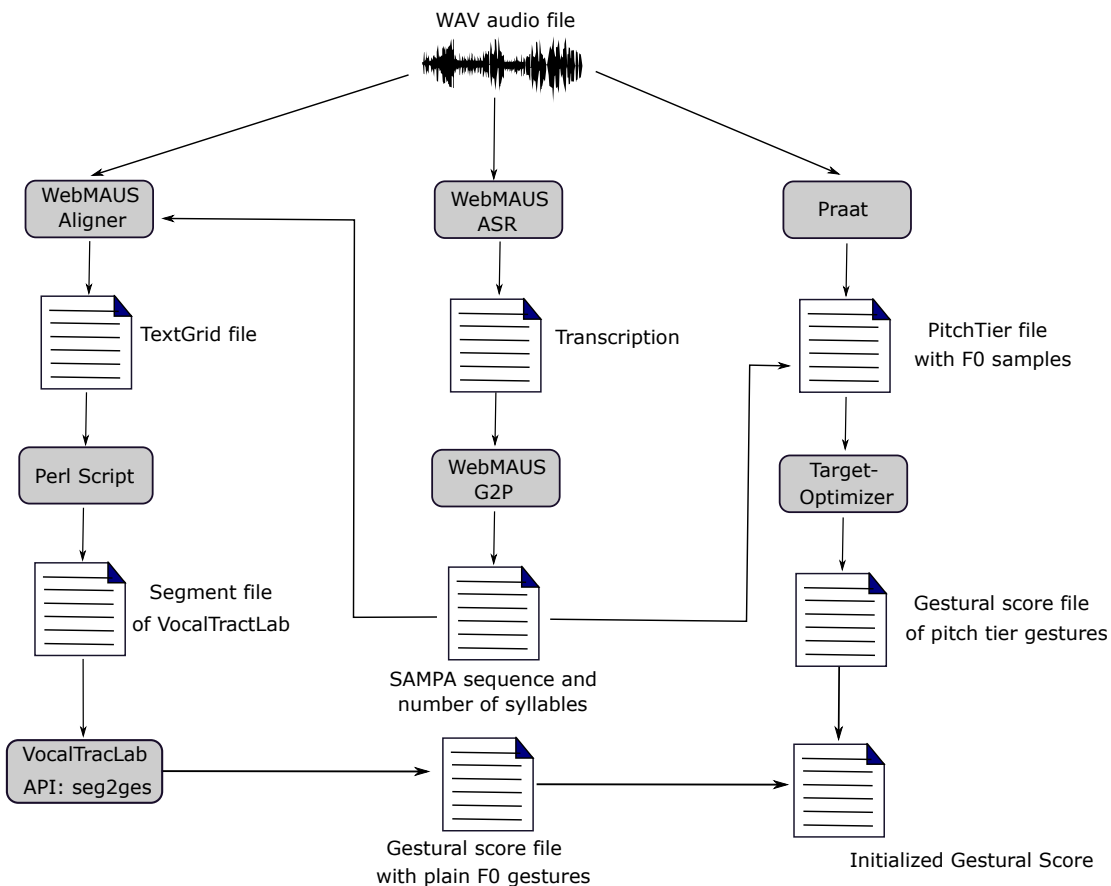 WAV audio file
WebMAUS
Aligner
WebMAUS
ASR
Praat
TextGrid file
Transcription
PitchTier file
with F0 samples
Perl Script
WebMAUS
G2P
Target-
Optimizer
Segment file
of VocalTractLab
SAMPA sequence and
number of syllables
Gestural score file
of pitch tier gestures
VocalTracLab
API: seg2ges
Gestural score file
with plain F0 gestures
Initialized Gestural Score